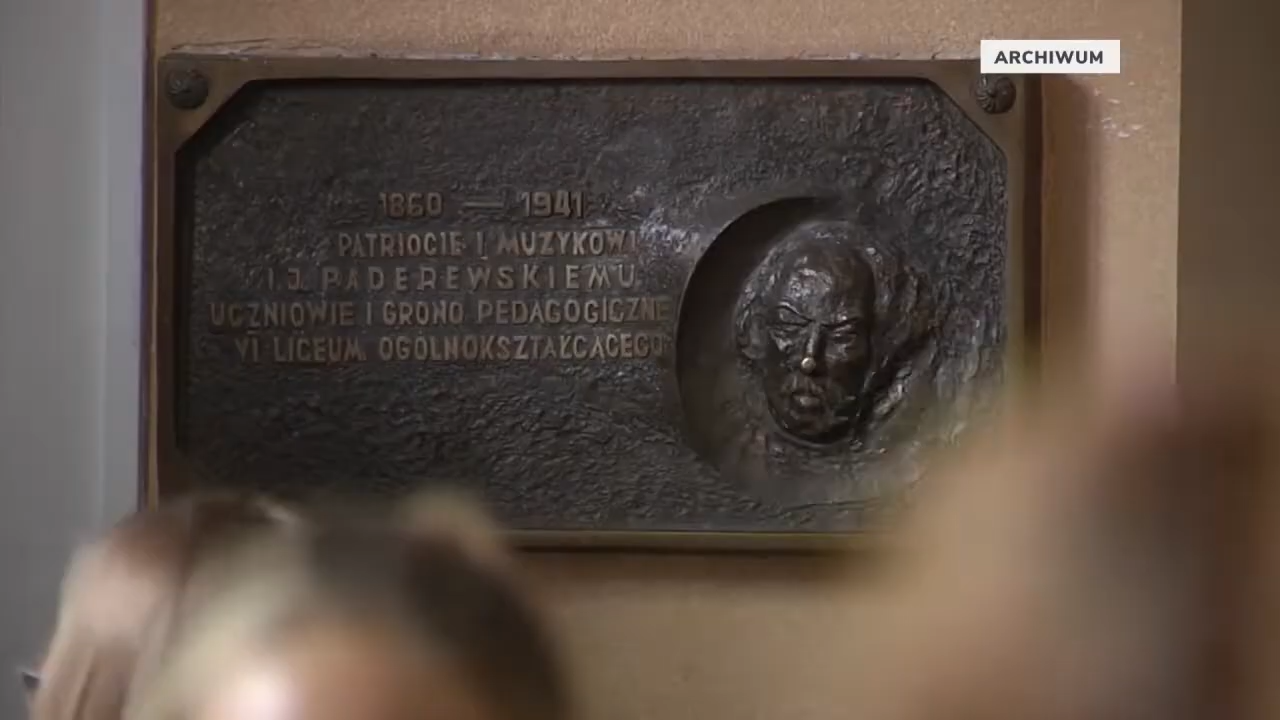 ARCHIWUM
1860 — 1941
PATRIOCIE I MUZYKOWI
I. J. PADEREWSKIEMU
UCZNIOWIE I GRONO PEDAGOGICZNE
VI LICEUM OGÓLNOKSZTAŁCĄCEGO